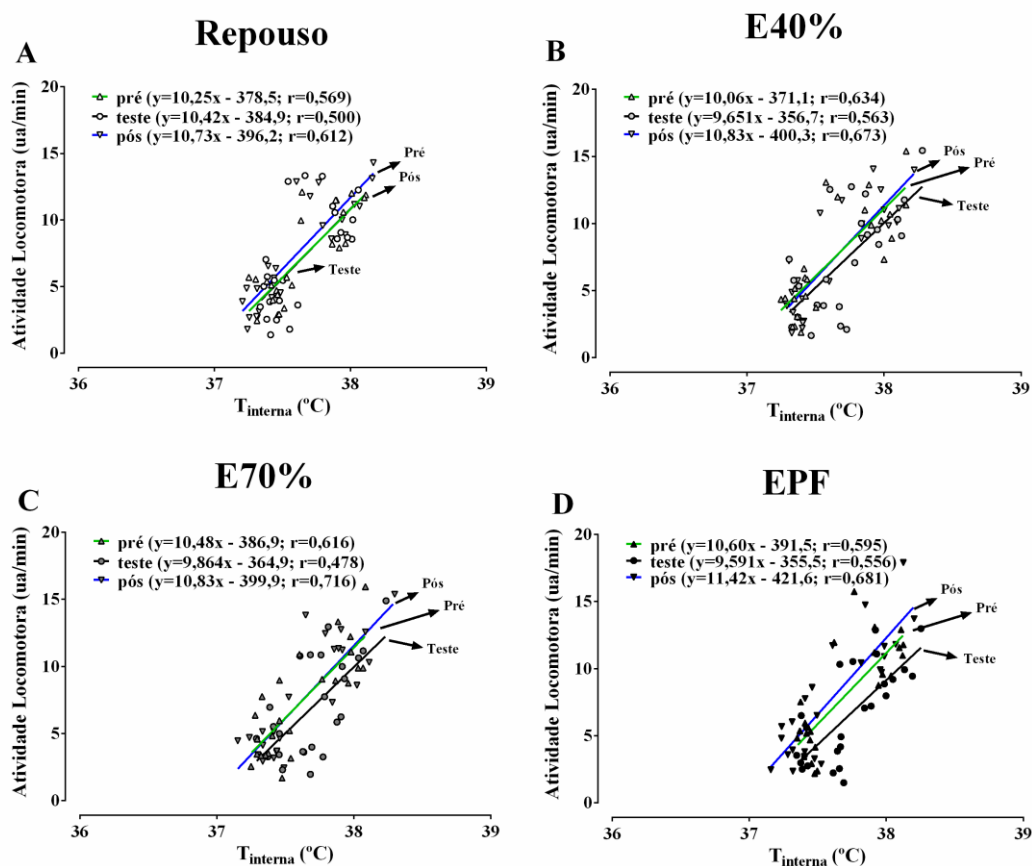 A
Repouso
pré (y=10,25x - 378,5; r=0,569)
teste (y=10,42x - 384,9; r=0,500)
pós (y=10,73x - 396,2; r=0,612)
Pré
Pós
Teste
Atividade Locomotora (ua/min)
20
15
10
5
0
36
37
38
39
Tinterna (ºC)
B
E40%
pré (y=10,06x - 371,1; r=0,634)
teste (y=9,651x - 356,7; r=0,563)
pós (y=10,83x - 400,3; r=0,673)
Pós
Pré
Teste
Atividade Locomotora (ua/min)
20
15
10
5
0
36
37
38
39
Tinterna (ºC)
C
E70%
pré (y=10,48x - 386,9; r=0,616)
teste (y=9,864x - 364,9; r=0,478)
pós (y=10,83x - 399,9; r=0,716)
Pós
Pré
Teste
Atividade Locomotora (ua/min)
20
15
10
5
0
36
37
38
39
Tinterna (ºC)
D
EPF
pré (y=10,60x - 391,5; r=0,595)
teste (y=9,591x - 355,5; r=0,556)
pós (y=11,42x - 421,6; r=0,681)
Pós
Pré
Teste
Atividade Locomotora (ua/min)
20
15
10
5
0
36
37
38
39
Tinterna (ºC)